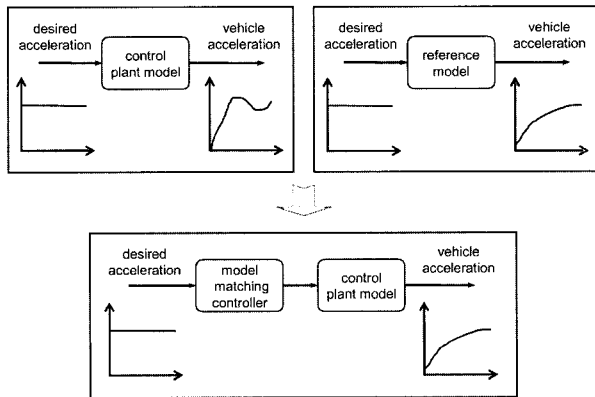 desired
acceleration
control
plant model
vehicle
acceleration
desired
acceleration
reference
model
vehicle
acceleration
desired
acceleration
model
matching
controller
control
plant model
vehicle
acceleration